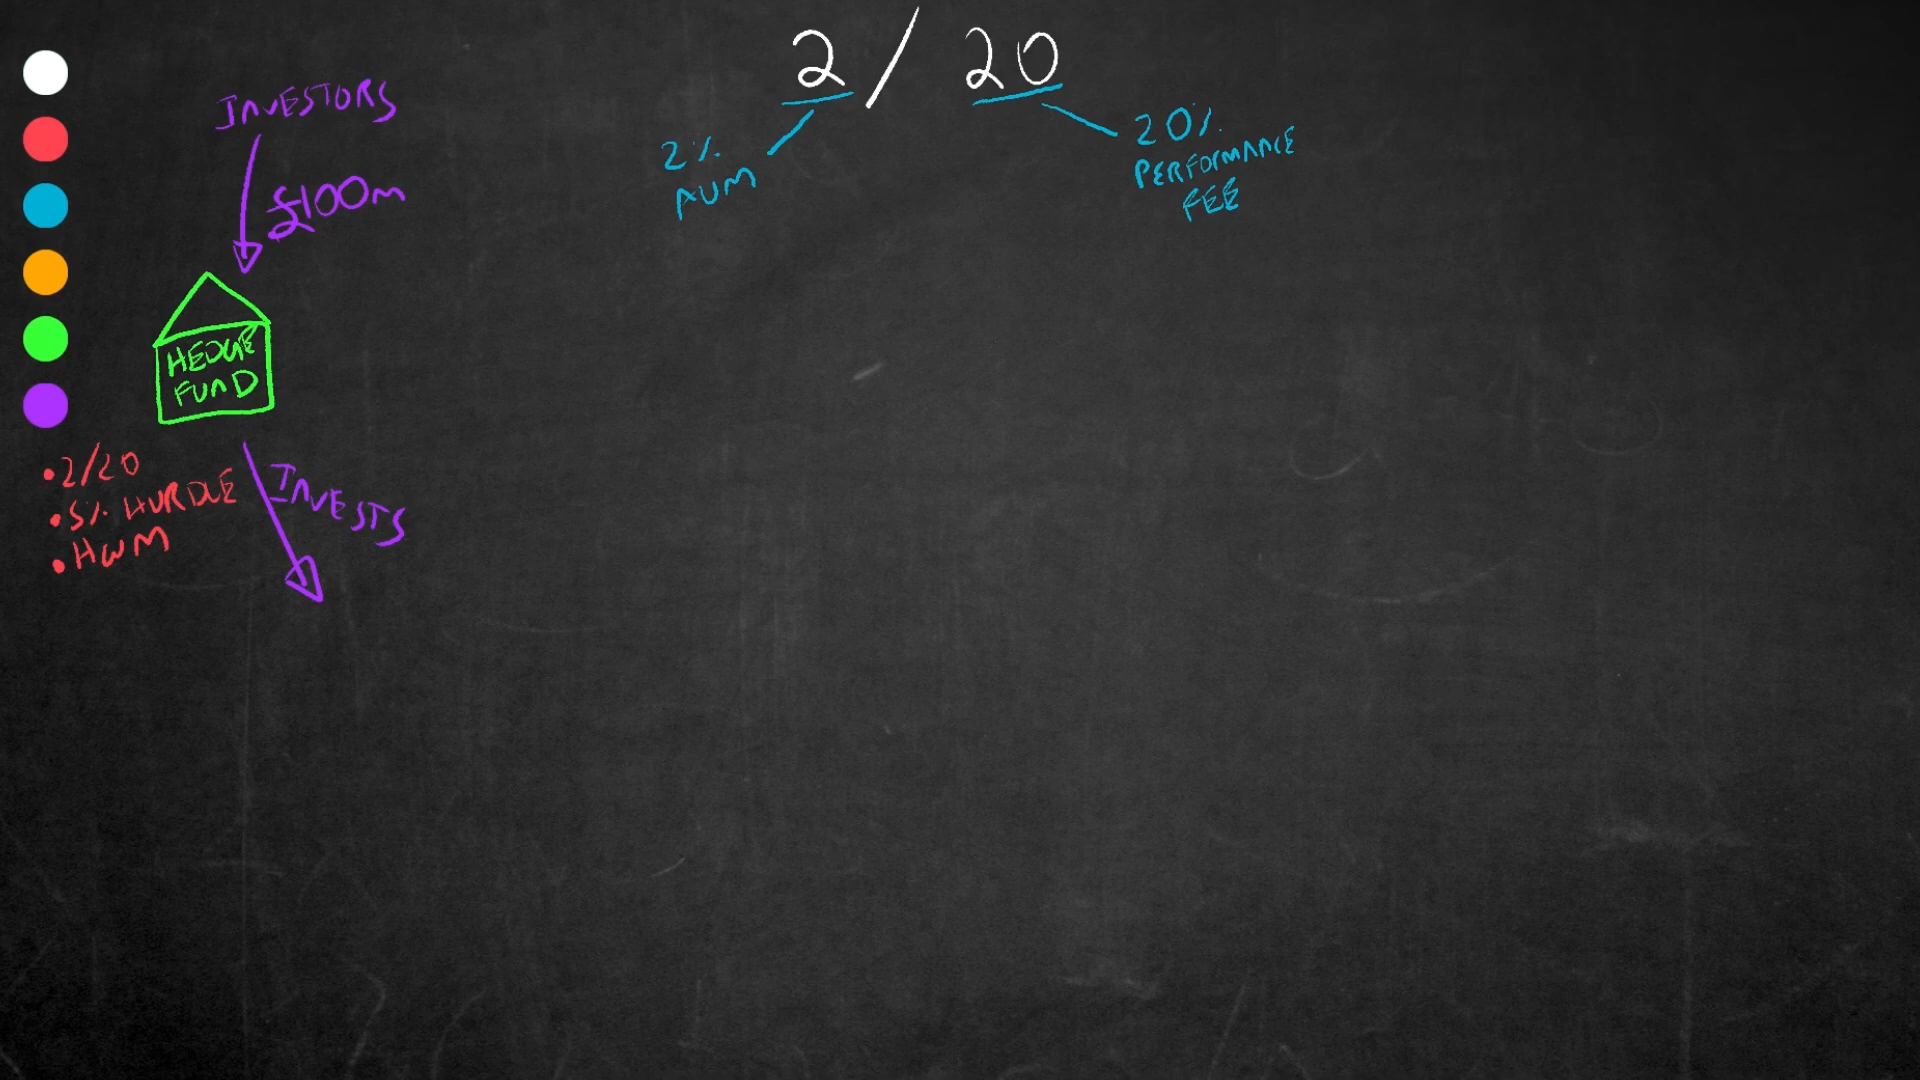 2/20
2% AUM
20%
PERFORMANCE
FEE
INVESTORS
£100m
HEDGE
FUND
INVESTS
• 2/20
• 5% HURDLE
• HWM